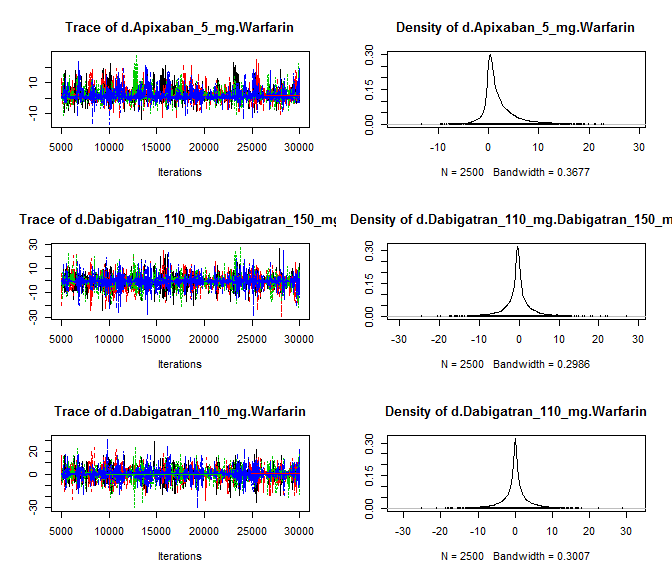 Trace of d.Apixaban_5_mg.Warfarin
10
-10
5000 10000 15000 20000 25000 30000
Iterations
Density of d.Apixaban_5_mg.Warfarin
0.30
0.15
0.00
-10 0 10 20 30
N = 2500 Bandwidth = 0.3677
Trace of d.Dabigatran_110_mg.Dabigatran_150_mg
30
10
-10
-30
5000 10000 15000 20000 25000 30000
Iterations
Density of d.Dabigatran_110_mg.Dabigatran_150_m
0.30
0.15
0.00
-30 -20 -10 0 10 20 30
N = 2500 Bandwidth = 0.2986
Trace of d.Dabigatran_110_mg.Warfarin
20
0
-30
5000 10000 15000 20000 25000 30000
Iterations
Density of d.Dabigatran_110_mg.Warfarin
0.30
0.15
0.00
-30 -20 -10 0 10 20 30
N = 2500 Bandwidth = 0.3007